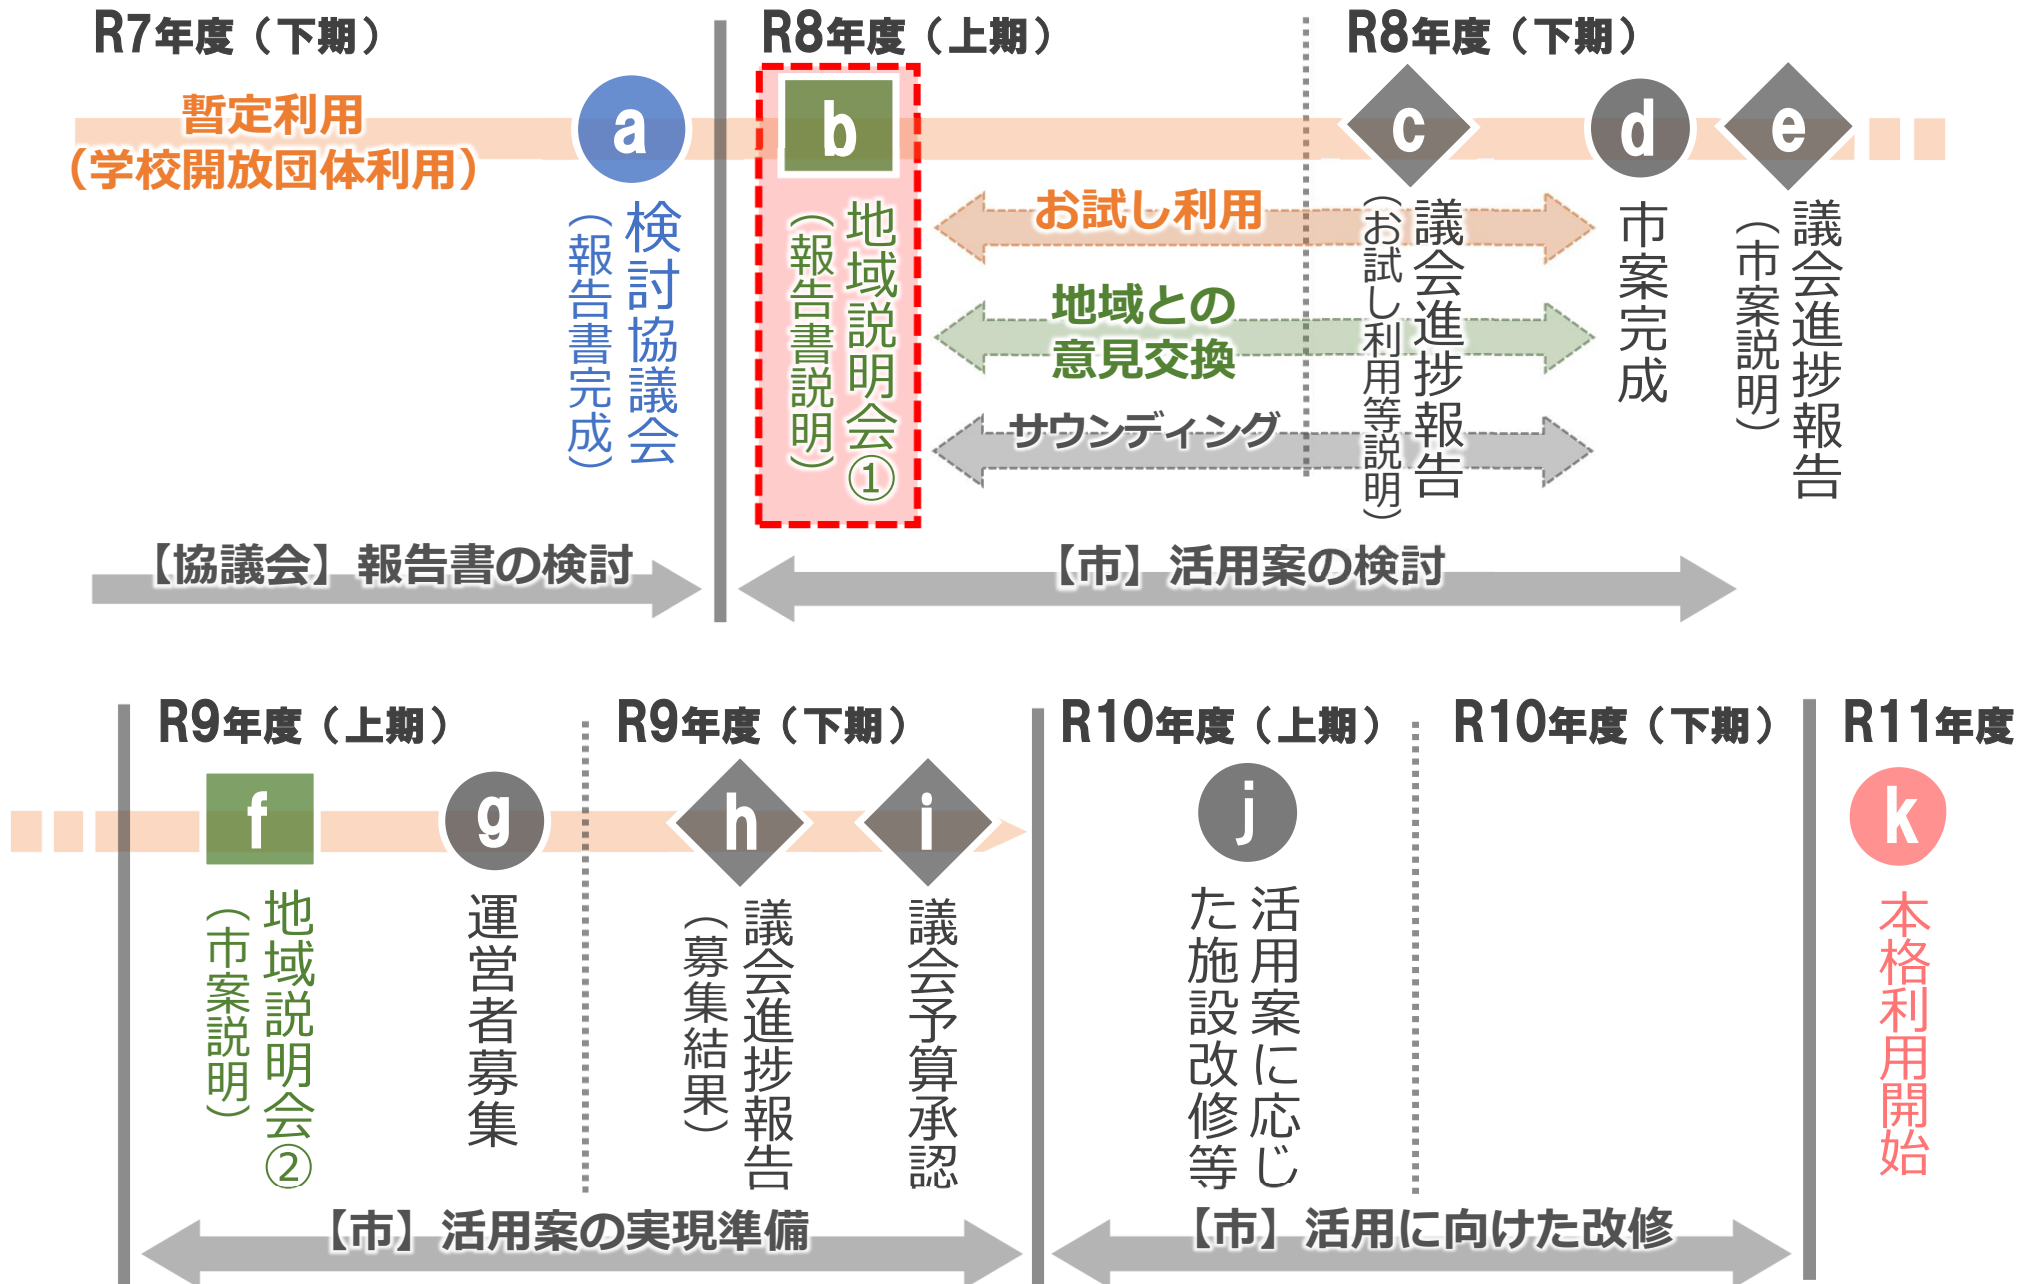 R7年度（下期）
R8年度（上期）
R8年度（下期）
暫定利用
（学校開放団体利用）
a
検討協議会
（報告書完成）
b
地域説明会①
（報告書説明）
お試し利用
地域との
意見交換
サウンディング
c
議会進捗報告
（お試し利用等説明）
d
市案完成
e
議会進捗報告
（市案説明）
【協議会】報告書の検討
【市】活用案の検討
R9年度（上期）
R9年度（下期）
R10年度（上期）
R10年度（下期）
R11年度
f
地域説明会②
（市案説明）
g
運営者募集
h
議会進捗報告
（募集結果）
i
議会予算承認
j
活用案に応じ
た施設改修等
k
本格利用開始
【市】活用案の実現準備
【市】活用に向けた改修